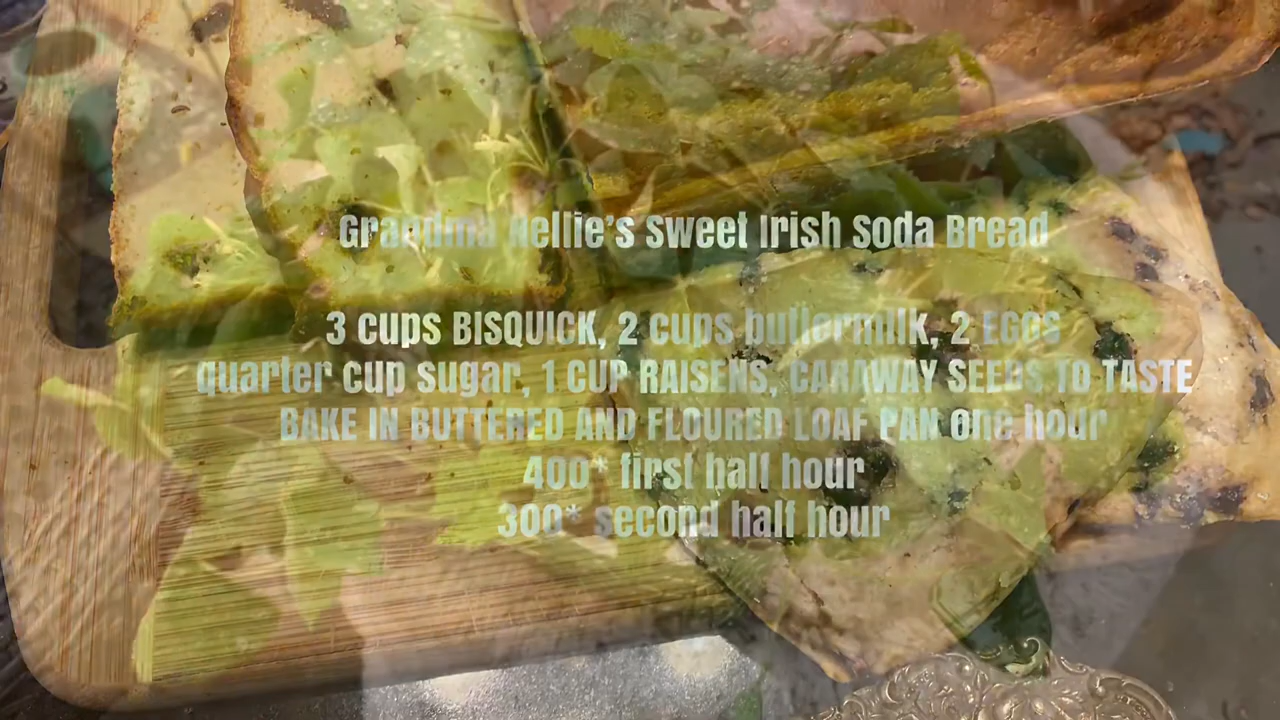 Grandma Nellie's Sweet Irish Soda Bread
3 cups BISQUICK, 2 cups buttermilk, 2 EGGS
quarter cup sugar, 1 CUP RAISENS, CARAWAY SEEDS TO TASTE
BAKE IN BUTTERED AND FLOURED LOAF PAN one hour
400* first half hour
300* second half hour